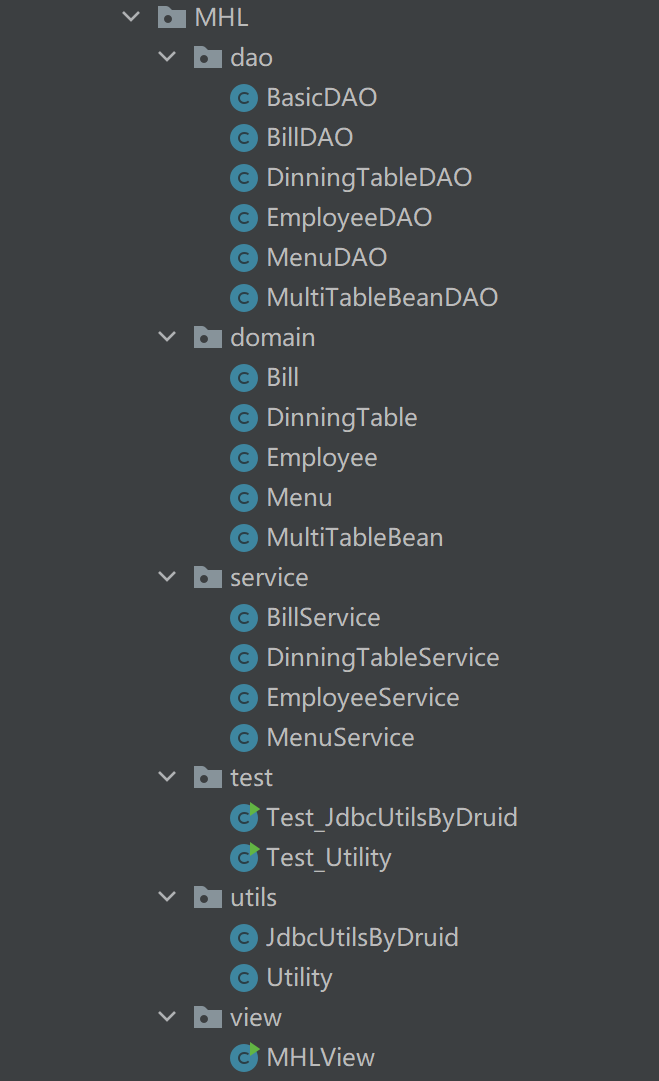 MHL
dao
BasicDAO
BillDAO
DinningTableDAO
EmployeeDAO
MenuDAO
MultiTableBeanDAO
domain
Bill
DinningTable
Employee
Menu
MultiTableBean
service
BillService
DinningTableService
EmployeeService
MenuService
test
Test_JdbcUtilsByDruid
Test_Utility
utils
JdbcUtilsByDruid
Utility
view
MHLView